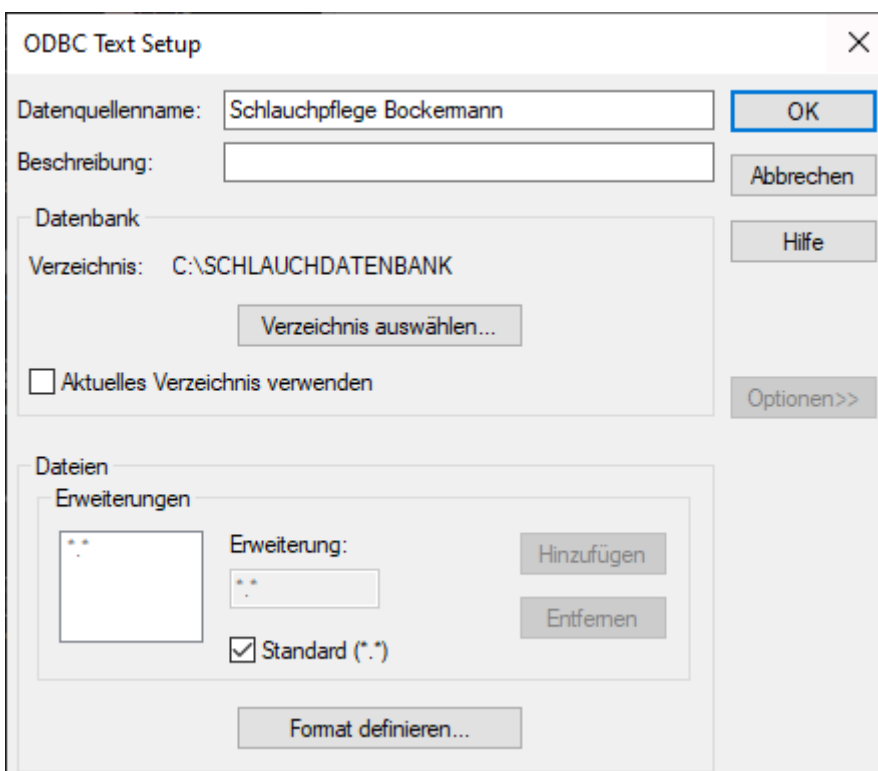 ODBC Text Setup
Datenquellenname: Schlauchpflege Bockermann OK
Beschreibung: Abbrechen
Datenbank Hilfe
Verzeichnis: C:\SCHLAUCHDATENBANK
Verzeichnis auswählen...
Aktuelles Verzeichnis verwenden
Optionen>>
Dateien
Erweiterungen
*.* Erweiterung: Hinzufügen
*.*
Entfernen
Standard (*.*)
Format definieren...